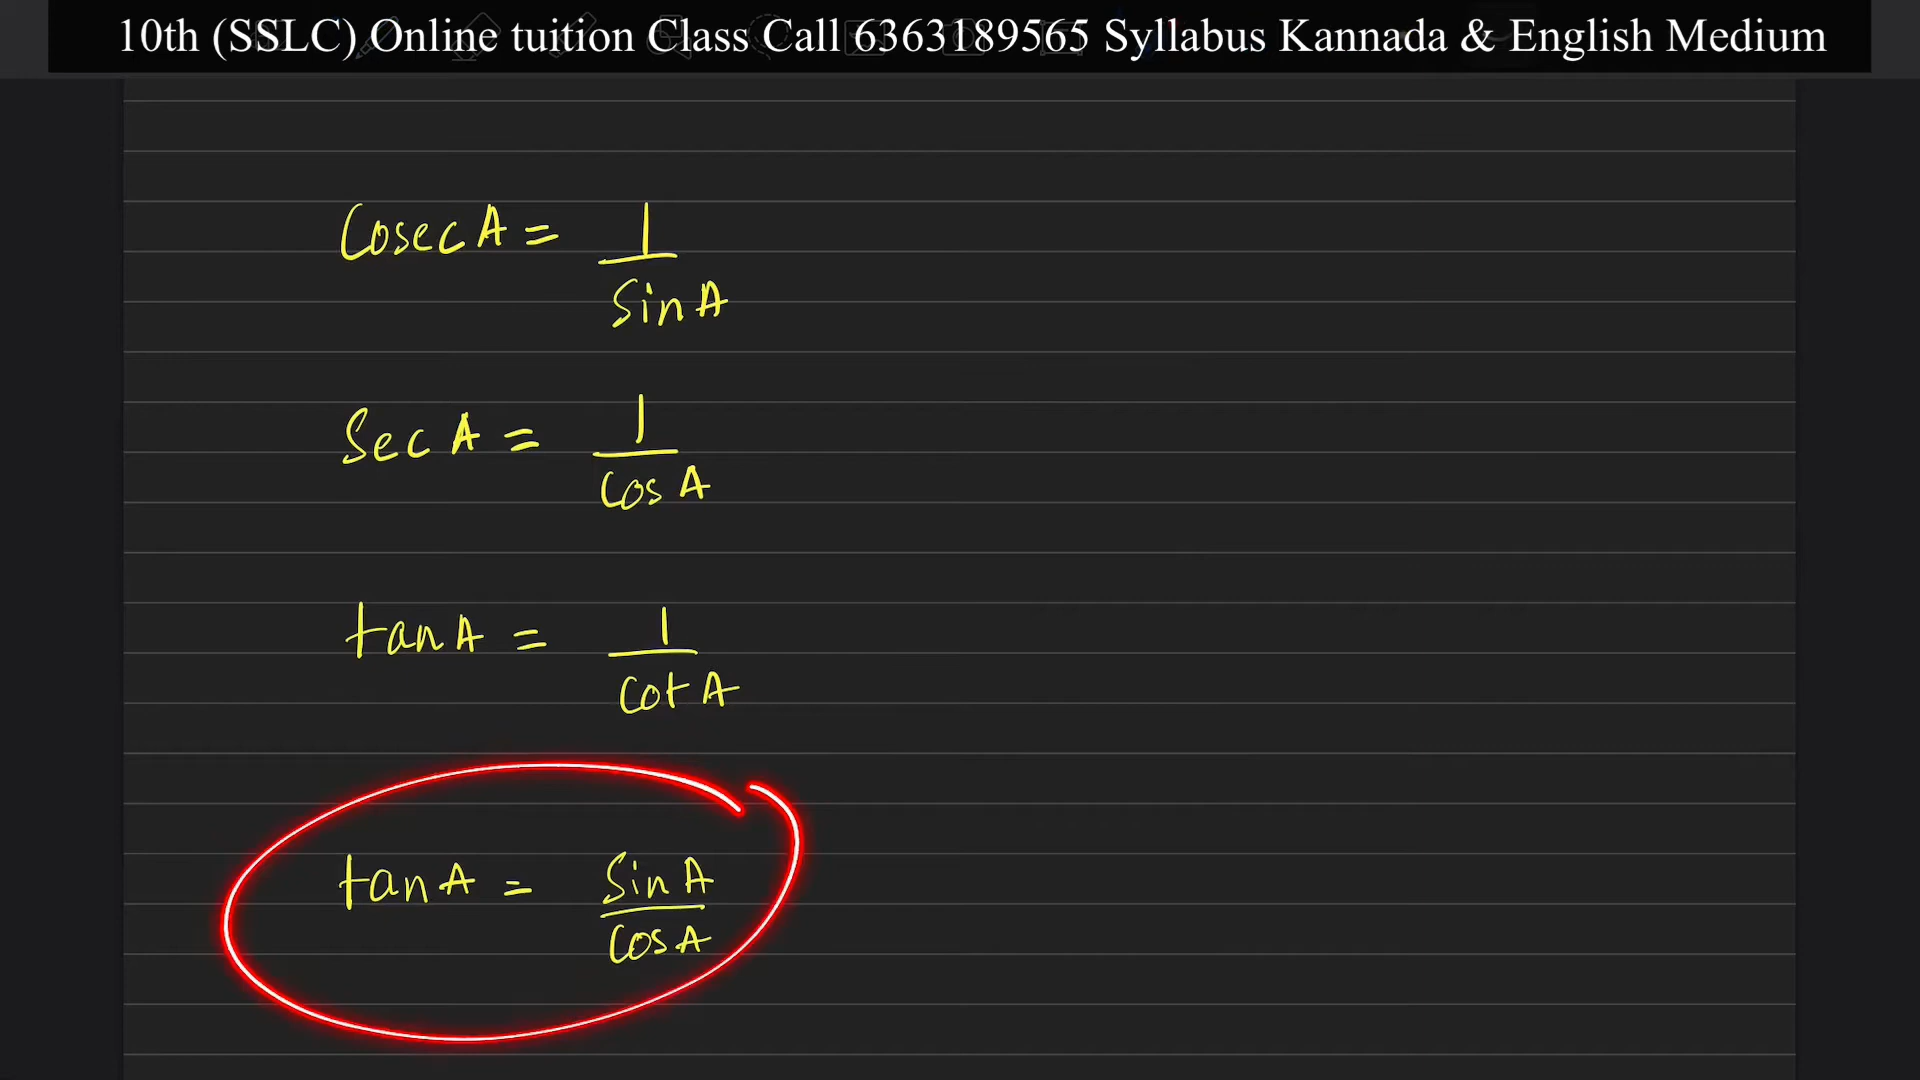 10th (SSLC) Online tuition Class Call 6363189565 Syllabus Kannada & English Medium
Cosec A = 1/Sin A
Sec A = 1/Cos A
tan A = 1/Cot A
tan A = Sin A/Cos A